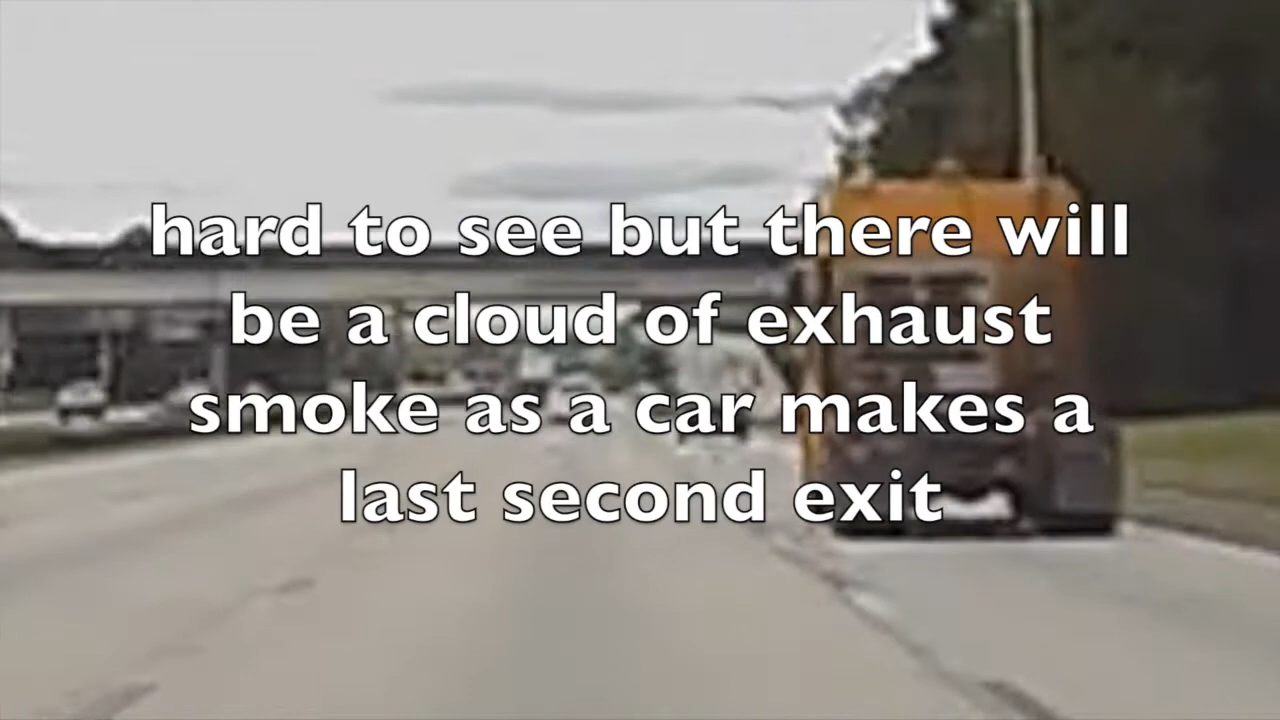 hard to see but there will
be a cloud of exhaust
smoke as a car makes a
last second exit